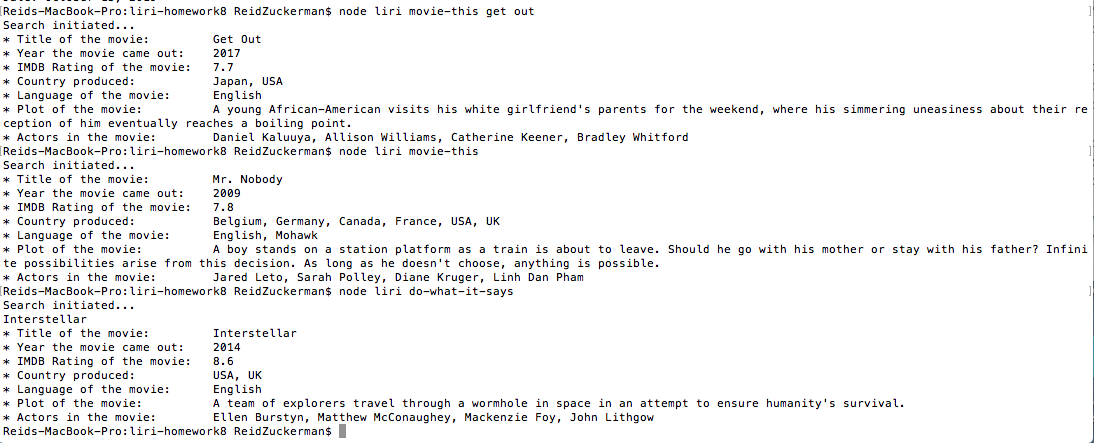 [Reids-MacBook-Pro:liri-homework8 ReidZuckerman$ node liri movie-this get out ]
Search initiated...
* Title of the movie: Get Out
* Year the movie came out: 2017
* IMDB Rating of the movie: 7.7
* Country produced: Japan, USA
* Language of the movie: English
* Plot of the movie: A young African-American visits his white girlfriend's parents for the weekend, where his simmering uneasiness about their re
ception of him eventually reaches a boiling point.
* Actors in the movie: Daniel Kaluuya, Allison Williams, Catherine Keener, Bradley Whitford
[Reids-MacBook-Pro:liri-homework8 ReidZuckerman$ node liri movie-this ]
Search initiated...
* Title of the movie: Mr. Nobody
* Year the movie came out: 2009
* IMDB Rating of the movie: 7.8
* Country produced: Belgium, Germany, Canada, France, USA, UK
* Language of the movie: English, Mohawk
* Plot of the movie: A boy stands on a station platform as a train is about to leave. Should he go with his mother or stay with his father? Infini
te possibilities arise from this decision. As long as he doesn't choose, anything is possible.
* Actors in the movie: Jared Leto, Sarah Polley, Diane Kruger, Linh Dan Pham
[Reids-MacBook-Pro:liri-homework8 ReidZuckerman$ node liri do-what-it-says ]
Search initiated...
Interstellar
* Title of the movie: Interstellar
* Year the movie came out: 2014
* IMDB Rating of the movie: 8.6
* Country produced: USA, UK
* Language of the movie: English
* Plot of the movie: A team of explorers travel through a wormhole in space in an attempt to ensure humanity's survival.
* Actors in the movie: Ellen Burstyn, Matthew McConaughey, Mackenzie Foy, John Lithgow
Reids-MacBook-Pro:liri-homework8 ReidZuckerman$